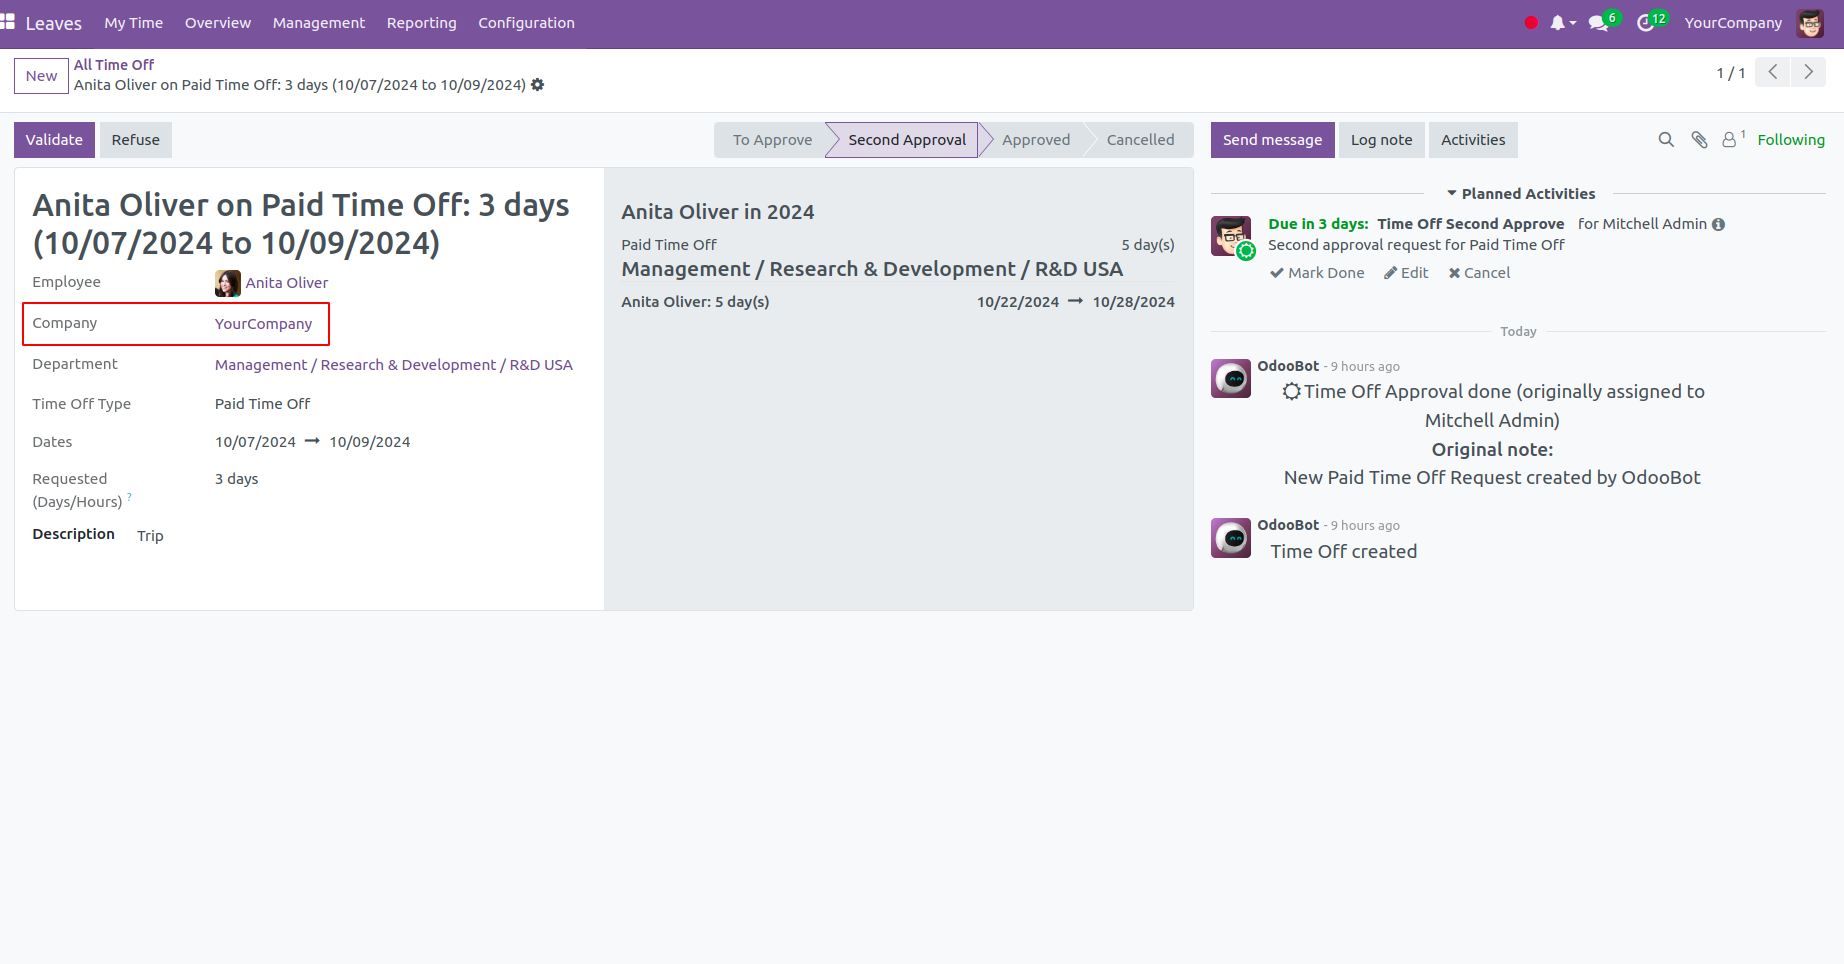 Leaves My Time Overview Management Reporting Configuration 6 12 YourCompany
New
All Time Off
Anita Oliver on Paid Time Off: 3 days (10/07/2024 to 10/09/2024)
1 / 1
Validate Refuse To Approve Second Approval Approved Cancelled
Anita Oliver on Paid Time Off: 3 days
(10/07/2024 to 10/09/2024)
Employee Anita Oliver
Company YourCompany
Department Management / Research & Development / R&D USA
Time Off Type Paid Time Off
Dates 10/07/2024 → 10/09/2024
Requested 3 days
(Days/Hours) ?
Description Trip
Anita Oliver in 2024
Paid Time Off 5 day(s)
Management / Research & Development / R&D USA
Anita Oliver: 5 day(s) 10/22/2024 → 10/28/2024
Send message Log note Activities 1 Following
Planned Activities
Due in 3 days: Time Off Second Approve for Mitchell Admin
Second approval request for Paid Time Off
Mark Done Edit Cancel
Today
OdooBot - 9 hours ago
Time Off Approval done (originally assigned to
Mitchell Admin)
Original note:
New Paid Time Off Request created by OdooBot
OdooBot - 9 hours ago
Time Off created